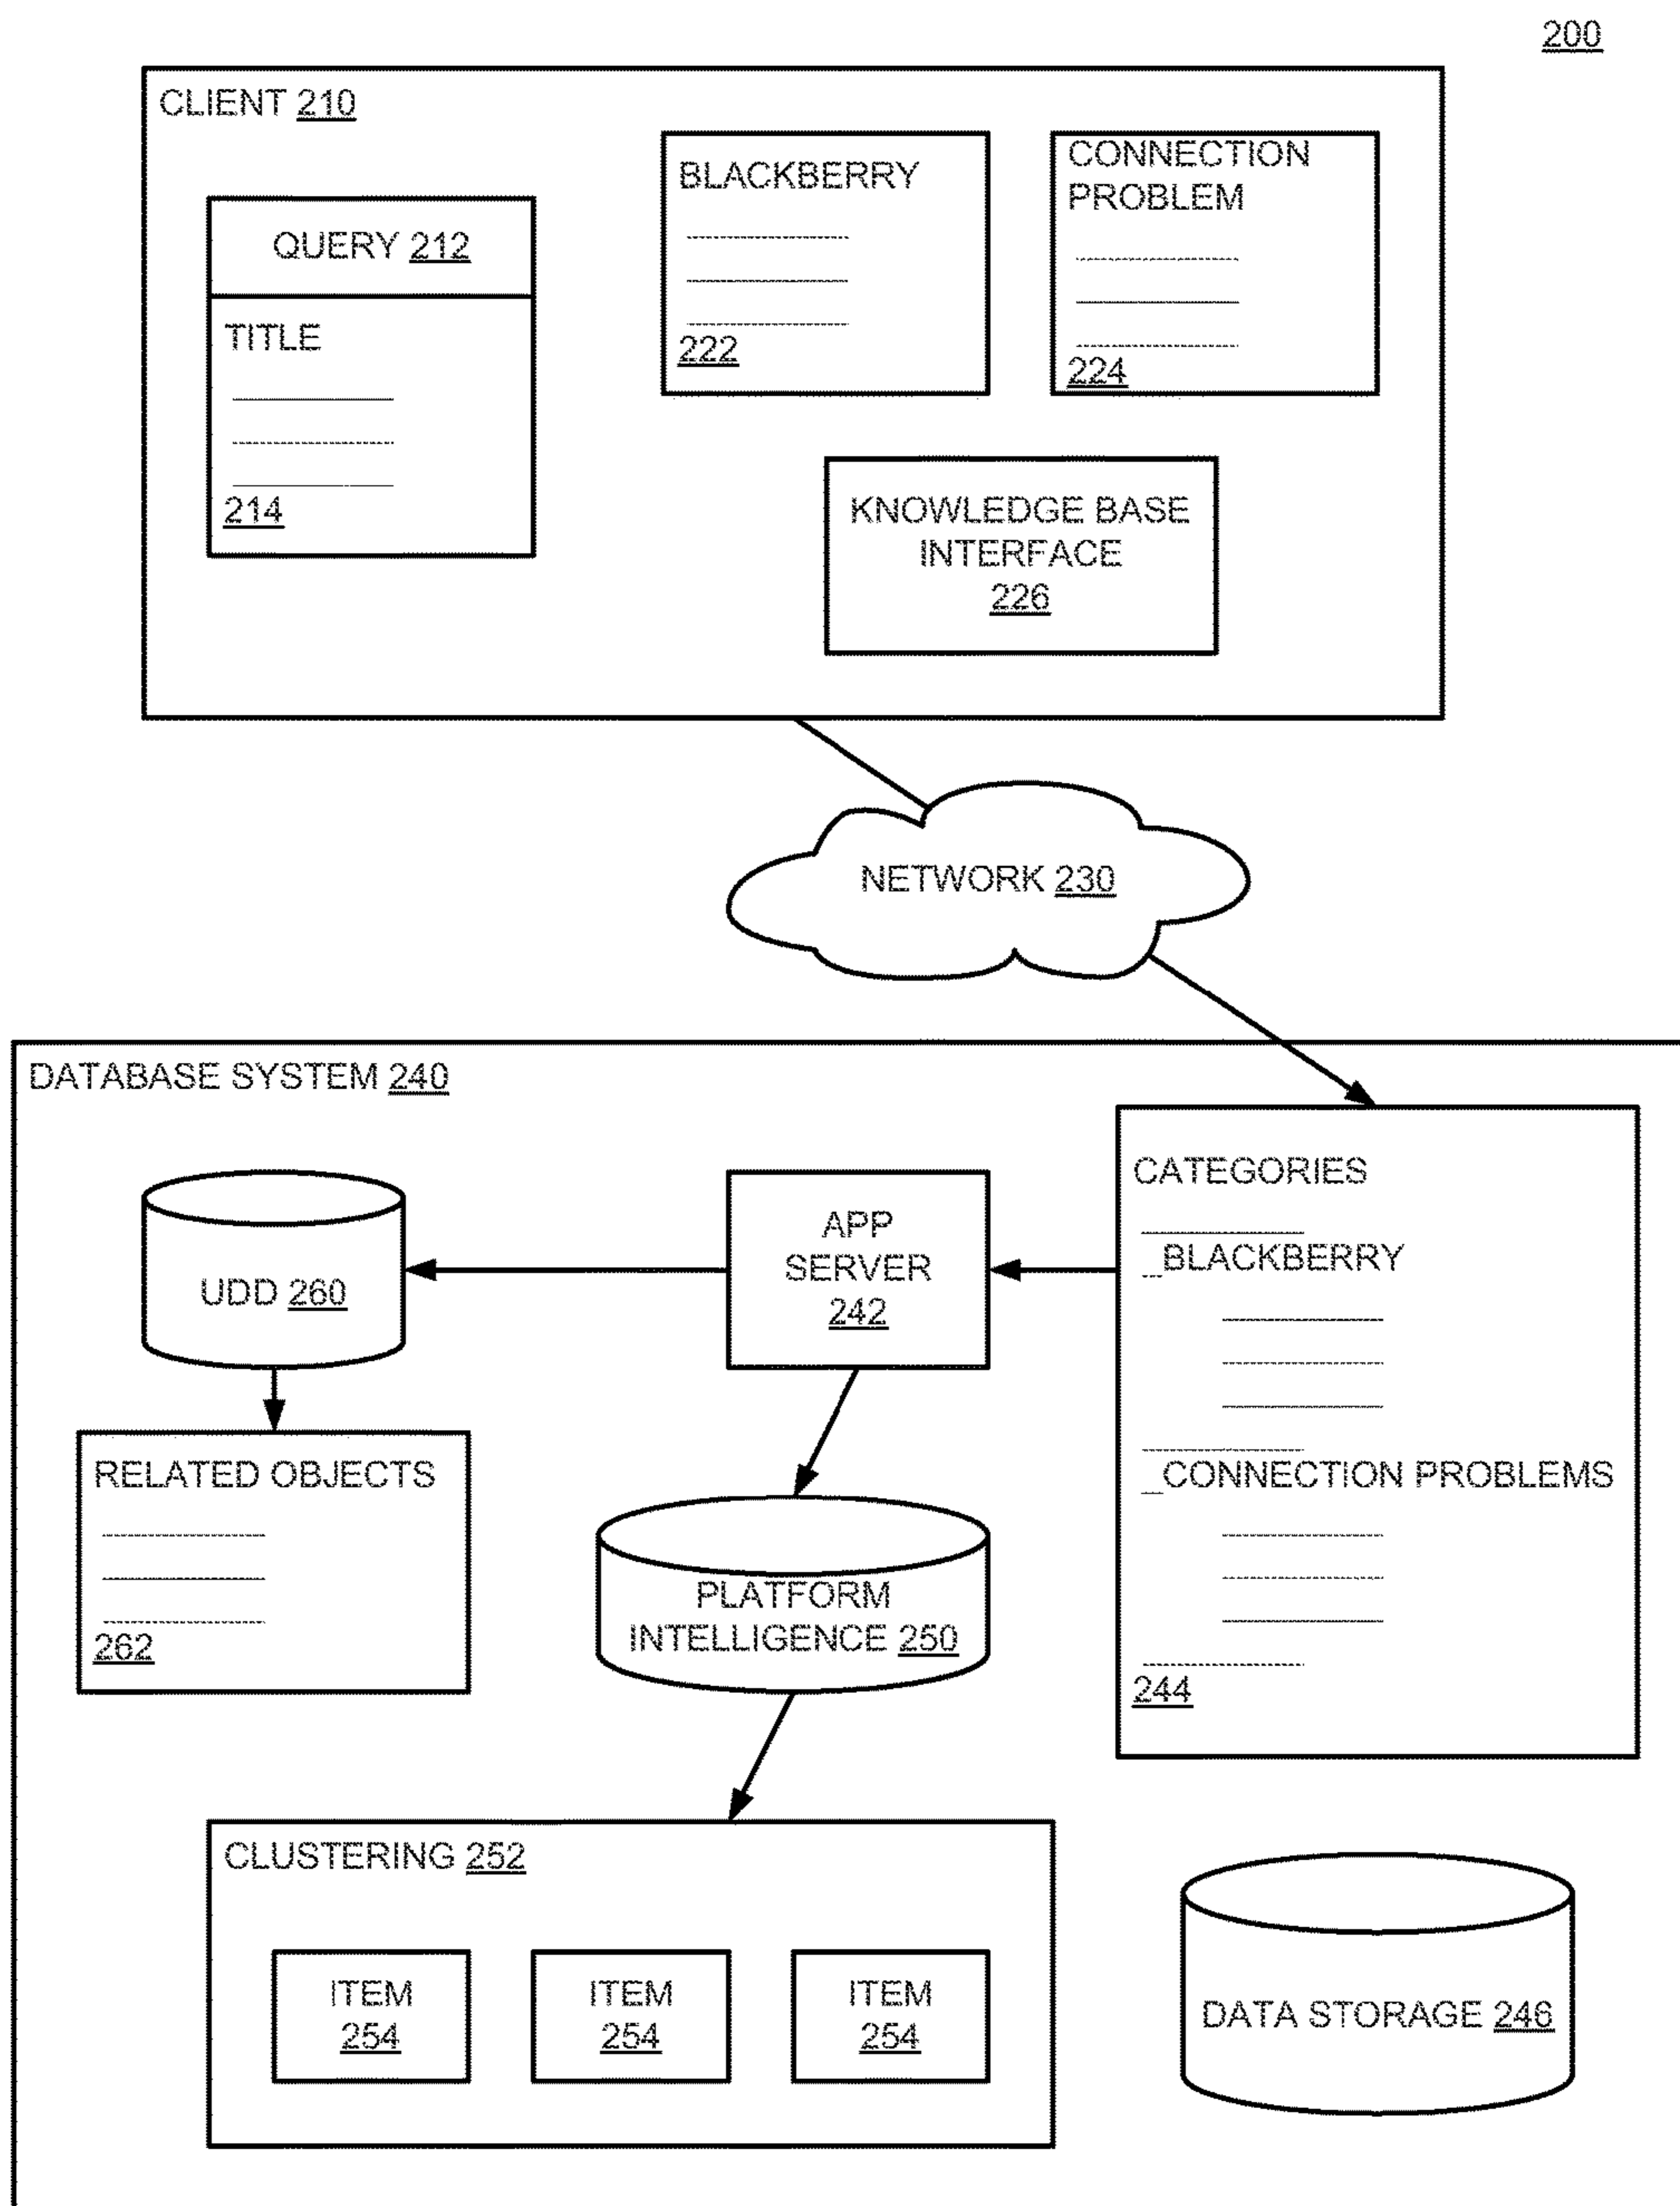 200
CLIENT 210
QUERY 212
TITLE
214
BLACKBERRY
222
CONNECTION
PROBLEM
224
KNOWLEDGE BASE
INTERFACE
226
NETWORK 230
DATABASE SYSTEM 240
CATEGORIES
BLACKBERRY
CONNECTION PROBLEMS
244
APP
SERVER
242
UDD 260
RELATED OBJECTS
262
PLATFORM
INTELLIGENCE 250
CLUSTERING 252
ITEM
254
ITEM
254
ITEM
254
DATA STORAGE 246